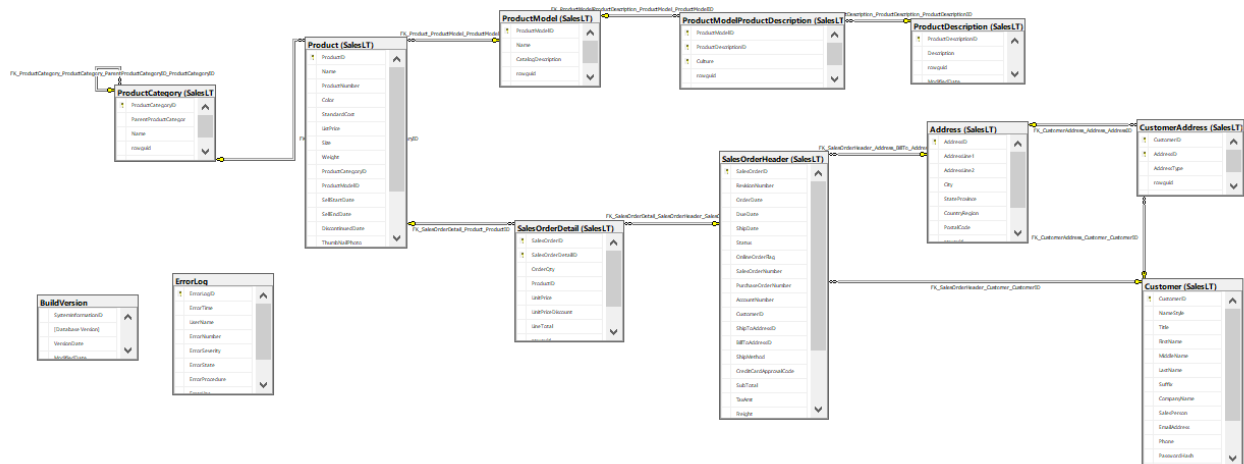 FK_ProductModelProductDescription_ProductModel_ProductModelID
ProductModel (SalesLT)
ProductModelID
Name
CatalogDescription
rowguid
ProductModelProductDescription (SalesLT
ProductModelID
ProductDescriptionID
Culture
rowguid
Description_ProductDescription_ProductDescriptionID
ProductDescription (SalesLT)
ProductDescriptionID
Description
rowguid
ModifiedDate
FK_Product_ProductModel_ProductModel
Product (SalesLT)
ProductID
Name
ProductNumber
Color
StandardCost
ListPrice
Size
Weight
ProductCategoryID
ProductModelID
SellStartDate
SellEndDate
DiscontinuedDate
ThumbNailPhoto
FK_ProductCategory_ProductCategory_ParentProductCategoryID_ProductCategoryID
ProductCategory (SalesLT
ProductCategoryID
ParentProductCategor
Name
rowguid
Address (SalesLT)
AddressID
AddressLine1
AddressLine2
City
StateProvince
CountryRegion
PostalCode
FK_CustomerAddress_Address_AddressID
CustomerAddress (SalesLT)
CustomerID
AddressID
AddressType
rowguid
FK_SalesOrderHeader_Address_BillTo_Addre
SalesOrderHeader (SalesLT)
SalesOrderID
RevisionNumber
OrderDate
DueDate
ShipDate
Status
OnlineOrderFlag
SalesOrderNumber
PurchaseOrderNumber
AccountNumber
CustomerID
ShipToAddressID
BillToAddressID
ShipMethod
CreditCardApprovalCode
SubTotal
TaxAmt
Freight
FK_SalesOrderDetail_Product_ProductID
FK_SalesOrderDetail_SalesOrderHeader_SalesO
SalesOrderDetail (SalesLT)
SalesOrderID
SalesOrderDetailID
OrderQty
ProductID
UnitPrice
UnitPriceDiscount
LineTotal
FK_CustomerAddress_Customer_CustomerID
FK_SalesOrderHeader_Customer_CustomerID
Customer (SalesLT)
CustomerID
NameStyle
Title
FirstName
MiddleName
LastName
Suffix
CompanyName
SalesPerson
EmailAddress
Phone
PasswordHash
BuildVersion
SystemInformationID
[Database Version]
VersionDate
ModifiedDate
ErrorLog
ErrorLogID
ErrorTime
UserName
ErrorNumber
ErrorSeverity
ErrorState
ErrorProcedure